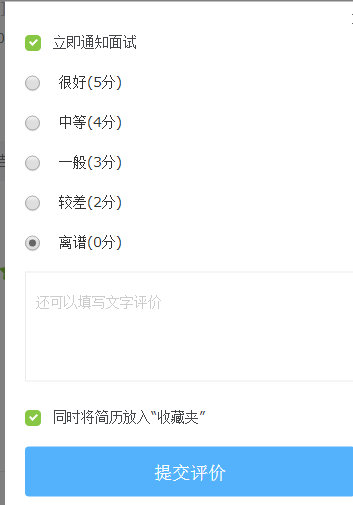 立即通知面试
很好(5分)
中等(4分)
一般(3分)
较差(2分)
离谱(0分)
还可以填写文字评价
同时将简历放入“收藏夹”
提交评价